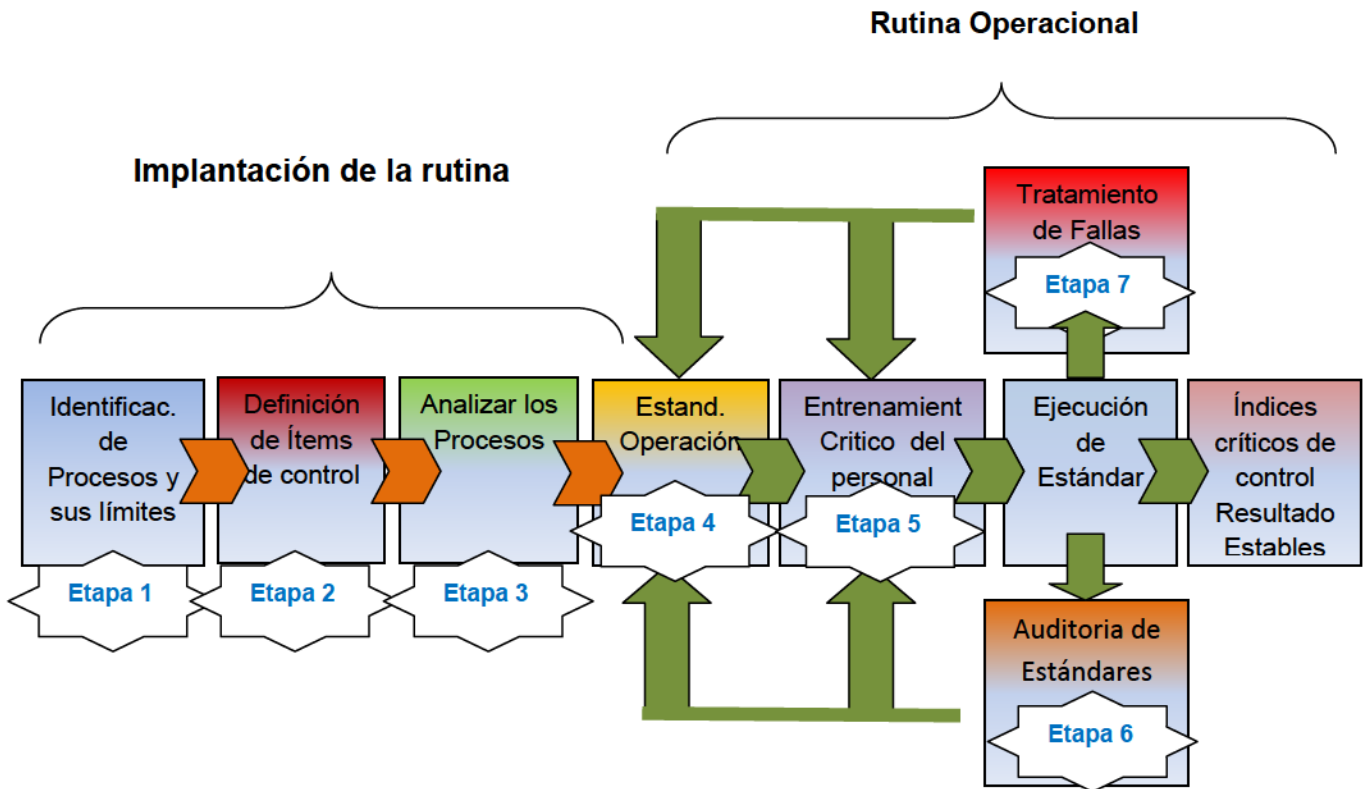 Rutina Operacional
Implantación de la rutina
Tratamiento
de Fallas
Etapa 7
Identificac.
de
Procesos y
sus límites
Etapa 1
Definición
de Ítems
de control
Etapa 2
Analizar los
Procesos
Etapa 3
Estand.
Operación
Etapa 4
Entrenamient
Critico del
personal
Etapa 5
Ejecución
de
Estándar
Índices
críticos de
control
Resultado
Estables
Auditoria de
Estándares
Etapa 6